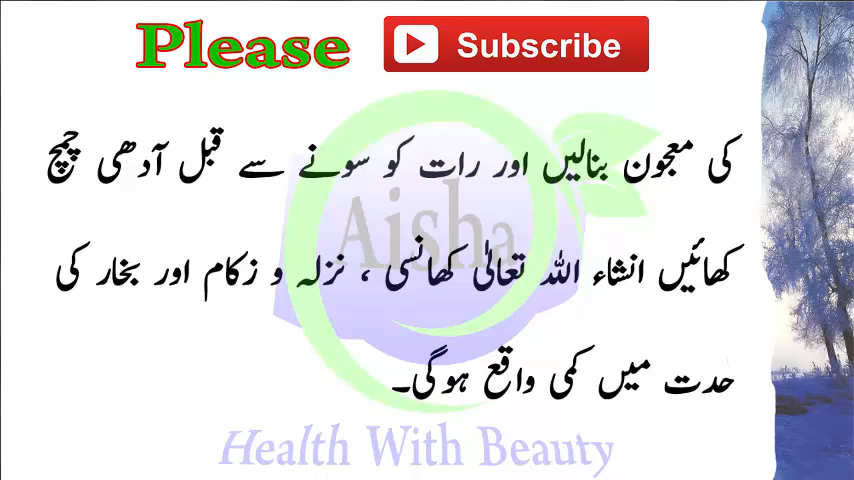 Please Subscribe
کی معجون بنالیں اور رات کو سونے سے قبل آدھی چمچ
کھائیں انشاء اللہ تعالیٰ کھانسی ، نزلہ و زکام اور بخار کی
حدت میں کمی واقع ہوگی۔
Aisha
Health With Beauty